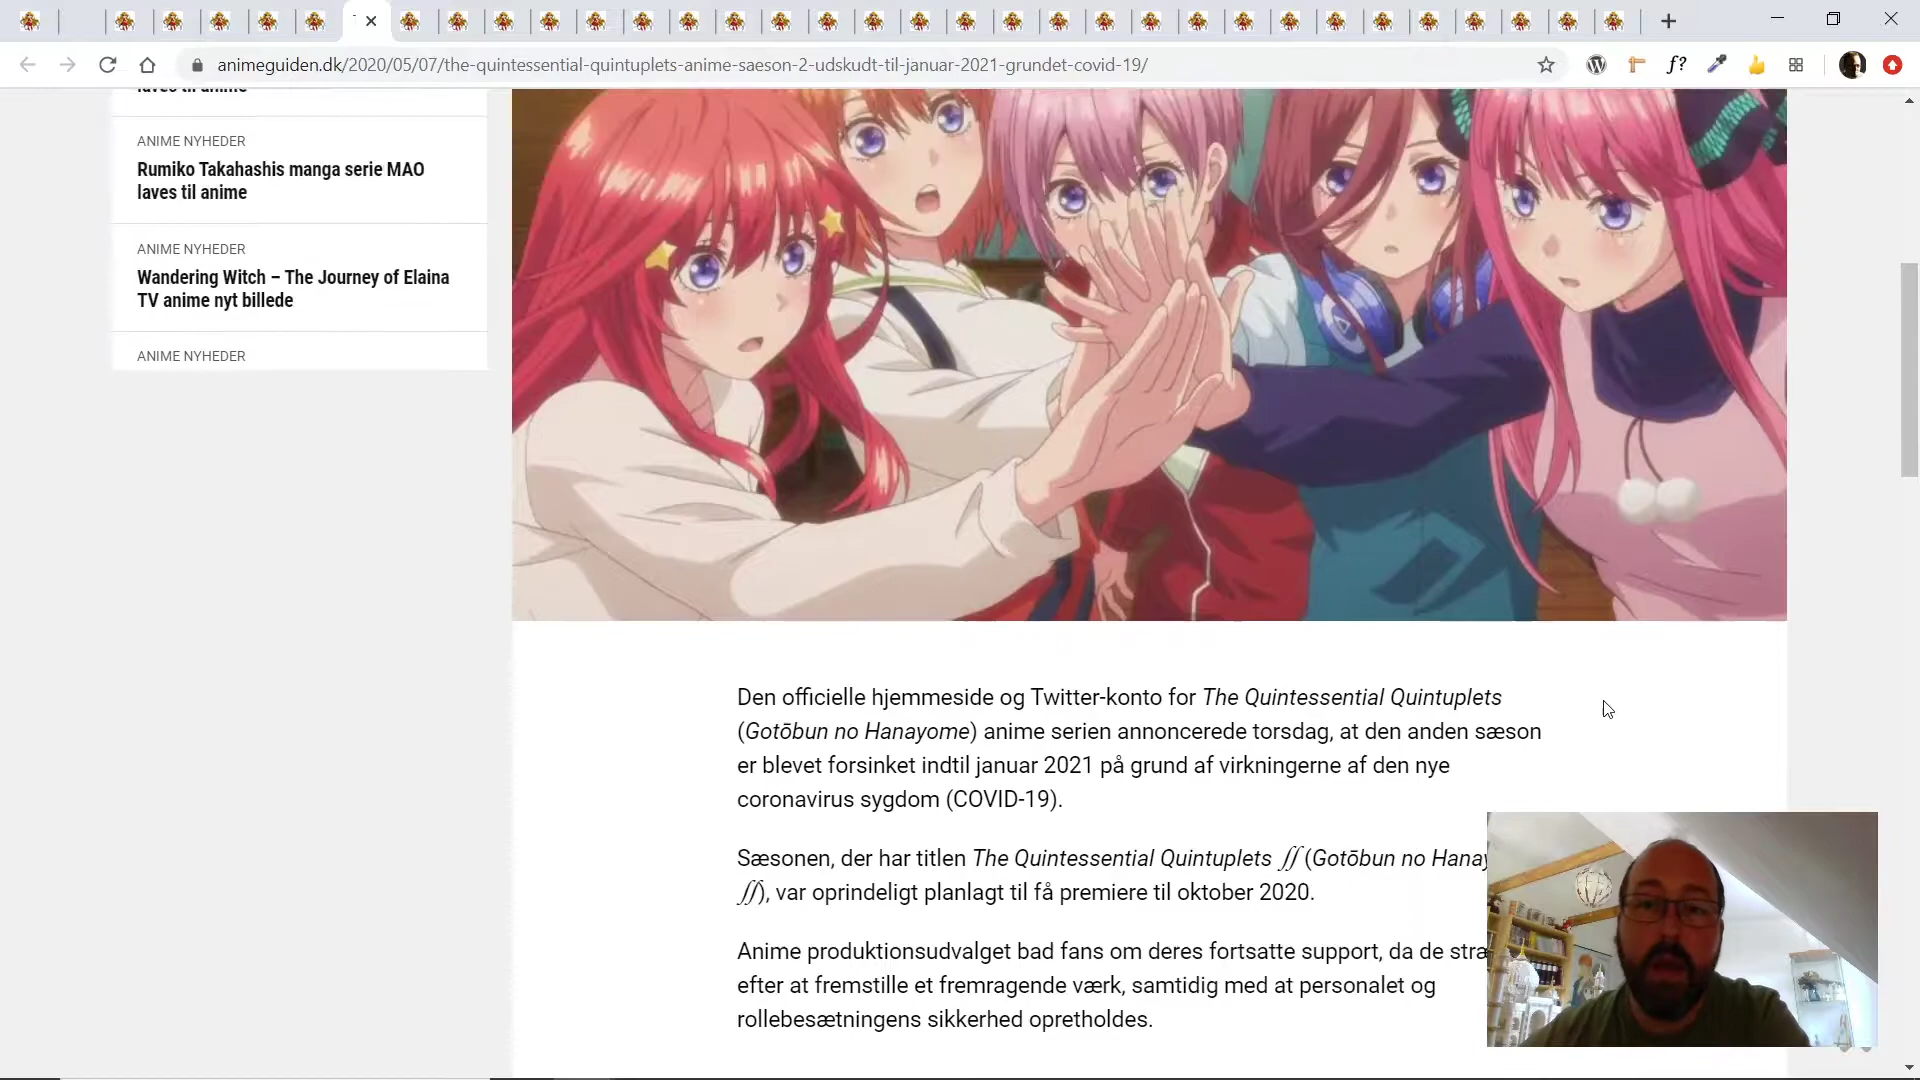 animeguiden.dk/2020/05/07/the-quintessential-quintuplets-anime-saeson-2-udskudt-til-januar-2021-grundet-covid-19/
f?
laves til anime
ANIME NYHEDER
Rumiko Takahashis manga serie MAO
laves til anime
ANIME NYHEDER
Wandering Witch – The Journey of Elaina
TV anime nyt billede
ANIME NYHEDER
Den officielle hjemmeside og Twitter-konto for The Quintessential Quintuplets
(Gotōbun no Hanayome) anime serien annoncerede torsdag, at den anden sæson
er blevet forsinket indtil januar 2021 på grund af virkningerne af den nye
coronavirus sygdom (COVID-19).
Sæsonen, der har titlen The Quintessential Quintuplets ∬ (Gotōbun no Hanay
∬), var oprindeligt planlagt til få premiere til oktober 2020.
Anime produktionsudvalget bad fans om deres fortsatte support, da de stræ
efter at fremstille et fremragende værk, samtidig med at personalet og
rollebesætningens sikkerhed opretholdes.